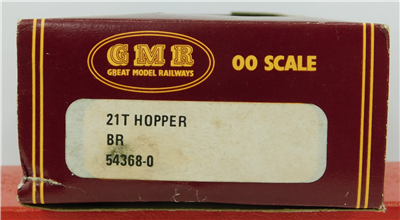 GMR
GREAT MODEL RAILWAYS
OO SCALE
21T HOPPER
BR
54368-0